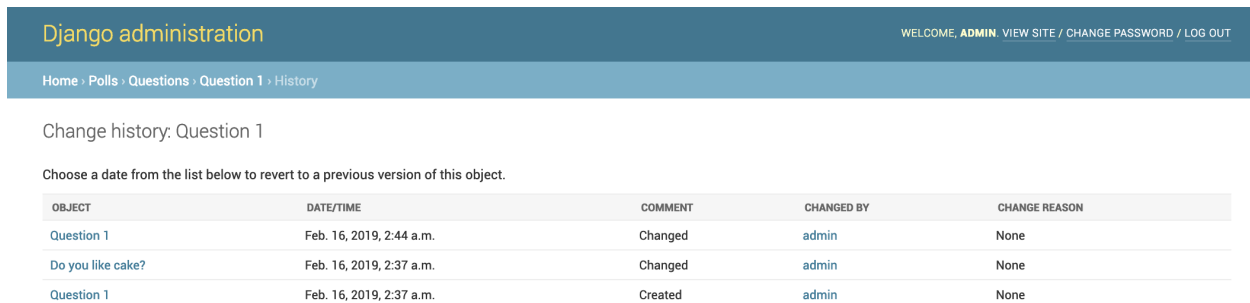 Django administration
WELCOME, ADMIN. VIEW SITE / CHANGE PASSWORD / LOG OUT
Home › Polls › Questions › Question 1 › History
Change history: Question 1
Choose a date from the list below to revert to a previous version of this object.
OBJECT DATE/TIME COMMENT CHANGED BY CHANGE REASON
Question 1 Feb. 16, 2019, 2:44 a.m. Changed admin None
Do you like cake? Feb. 16, 2019, 2:37 a.m. Changed admin None
Question 1 Feb. 16, 2019, 2:37 a.m. Created admin None